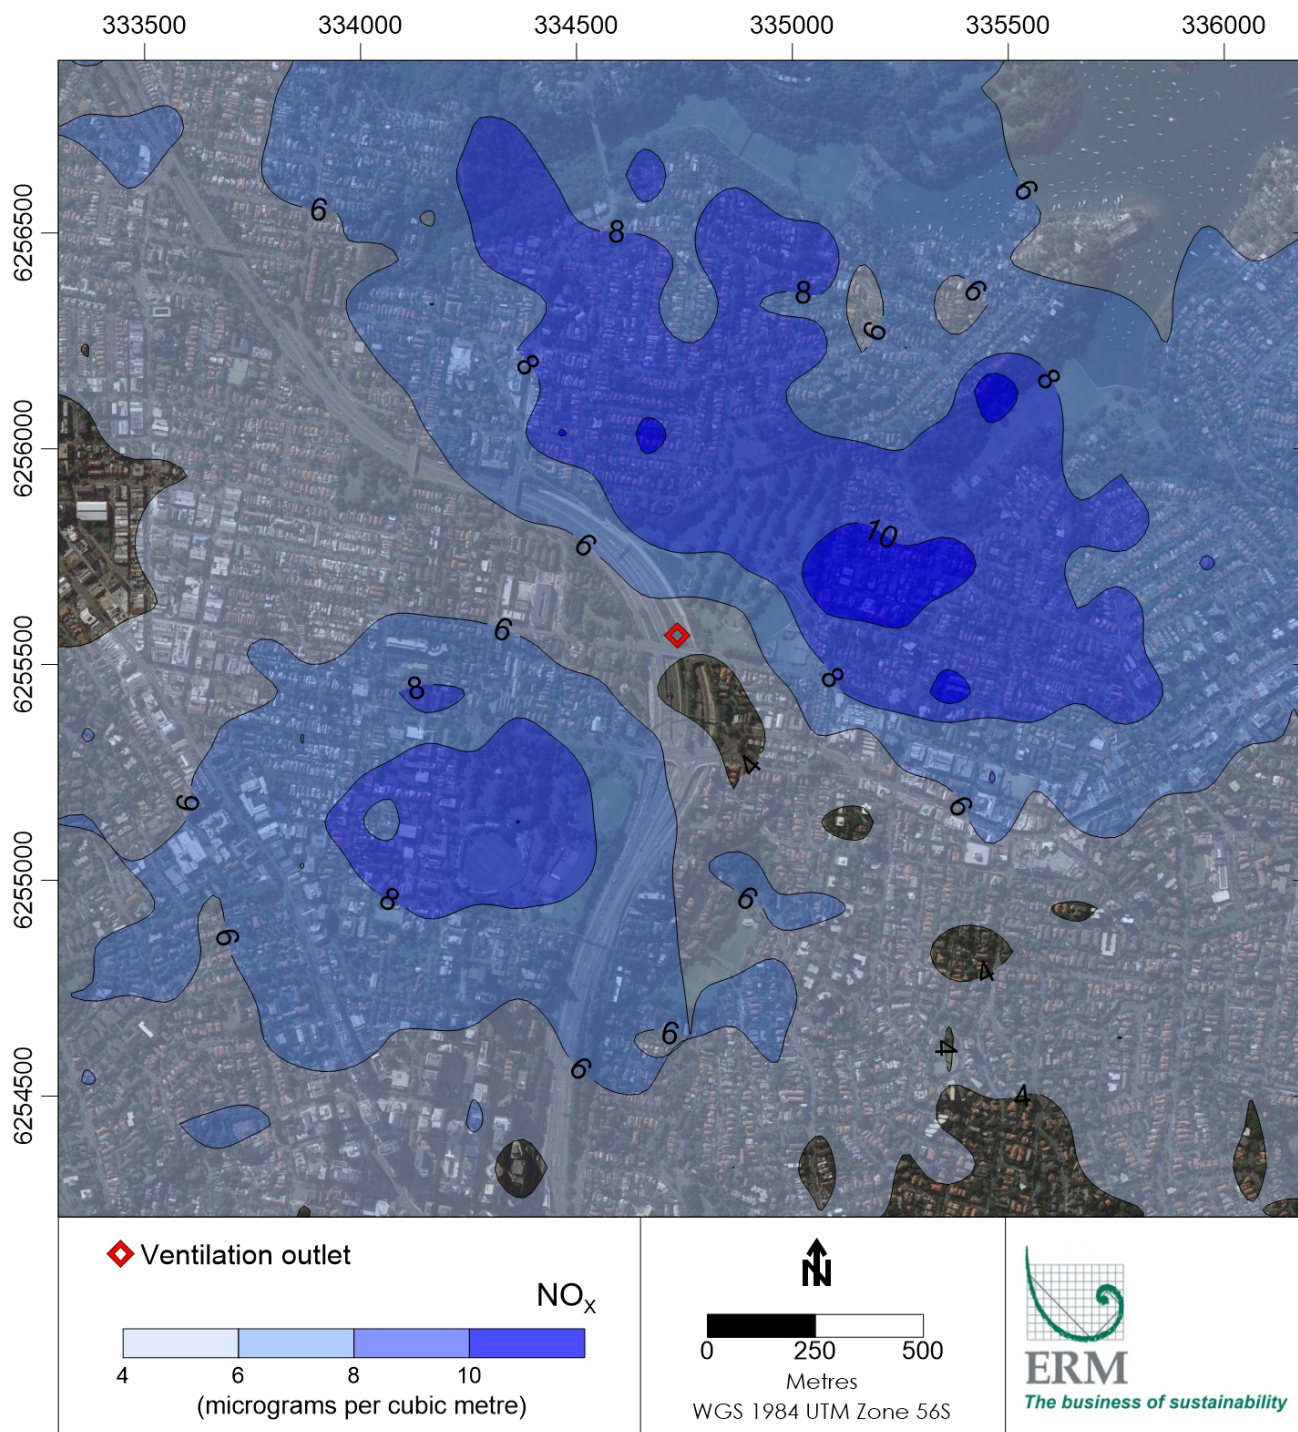 333500 334000 334500 335000 335500 336000
6256500
6256000
6255500
6255000
6254500
6
6
8
8
6
6
6
8
8
10
6
6
8
8
4
6
6
8
6
6
4
6
4
6
4
Ventilation outlet
NOX
4 6 8 10
(micrograms per cubic metre)
N
0 250 500
Metres
WGS 1984 UTM Zone 56S
ERM
The business of sustainability